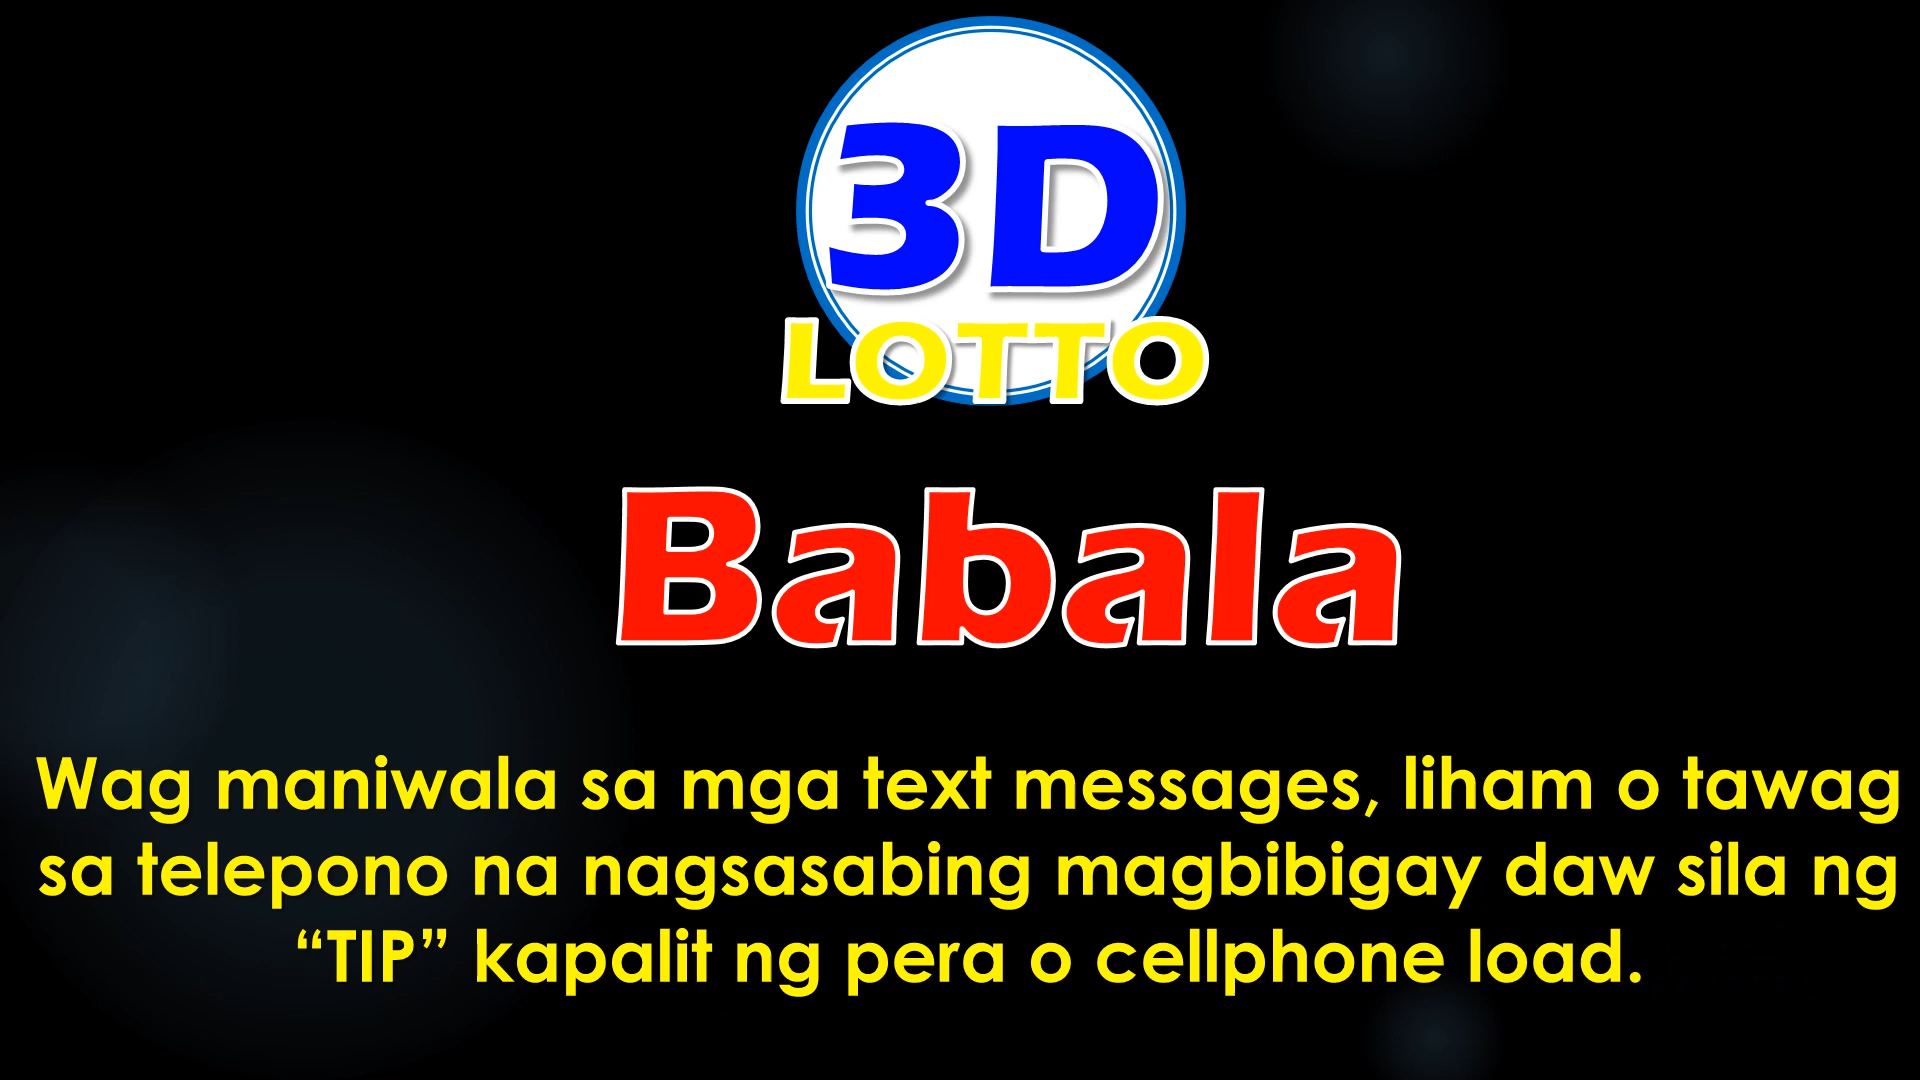 3D
LOTTO
Babala
Wag maniwala sa mga text messages, liham o tawag
sa telepono na nagsasabing magbibigay daw sila ng
“TIP” kapalit ng pera o cellphone load.